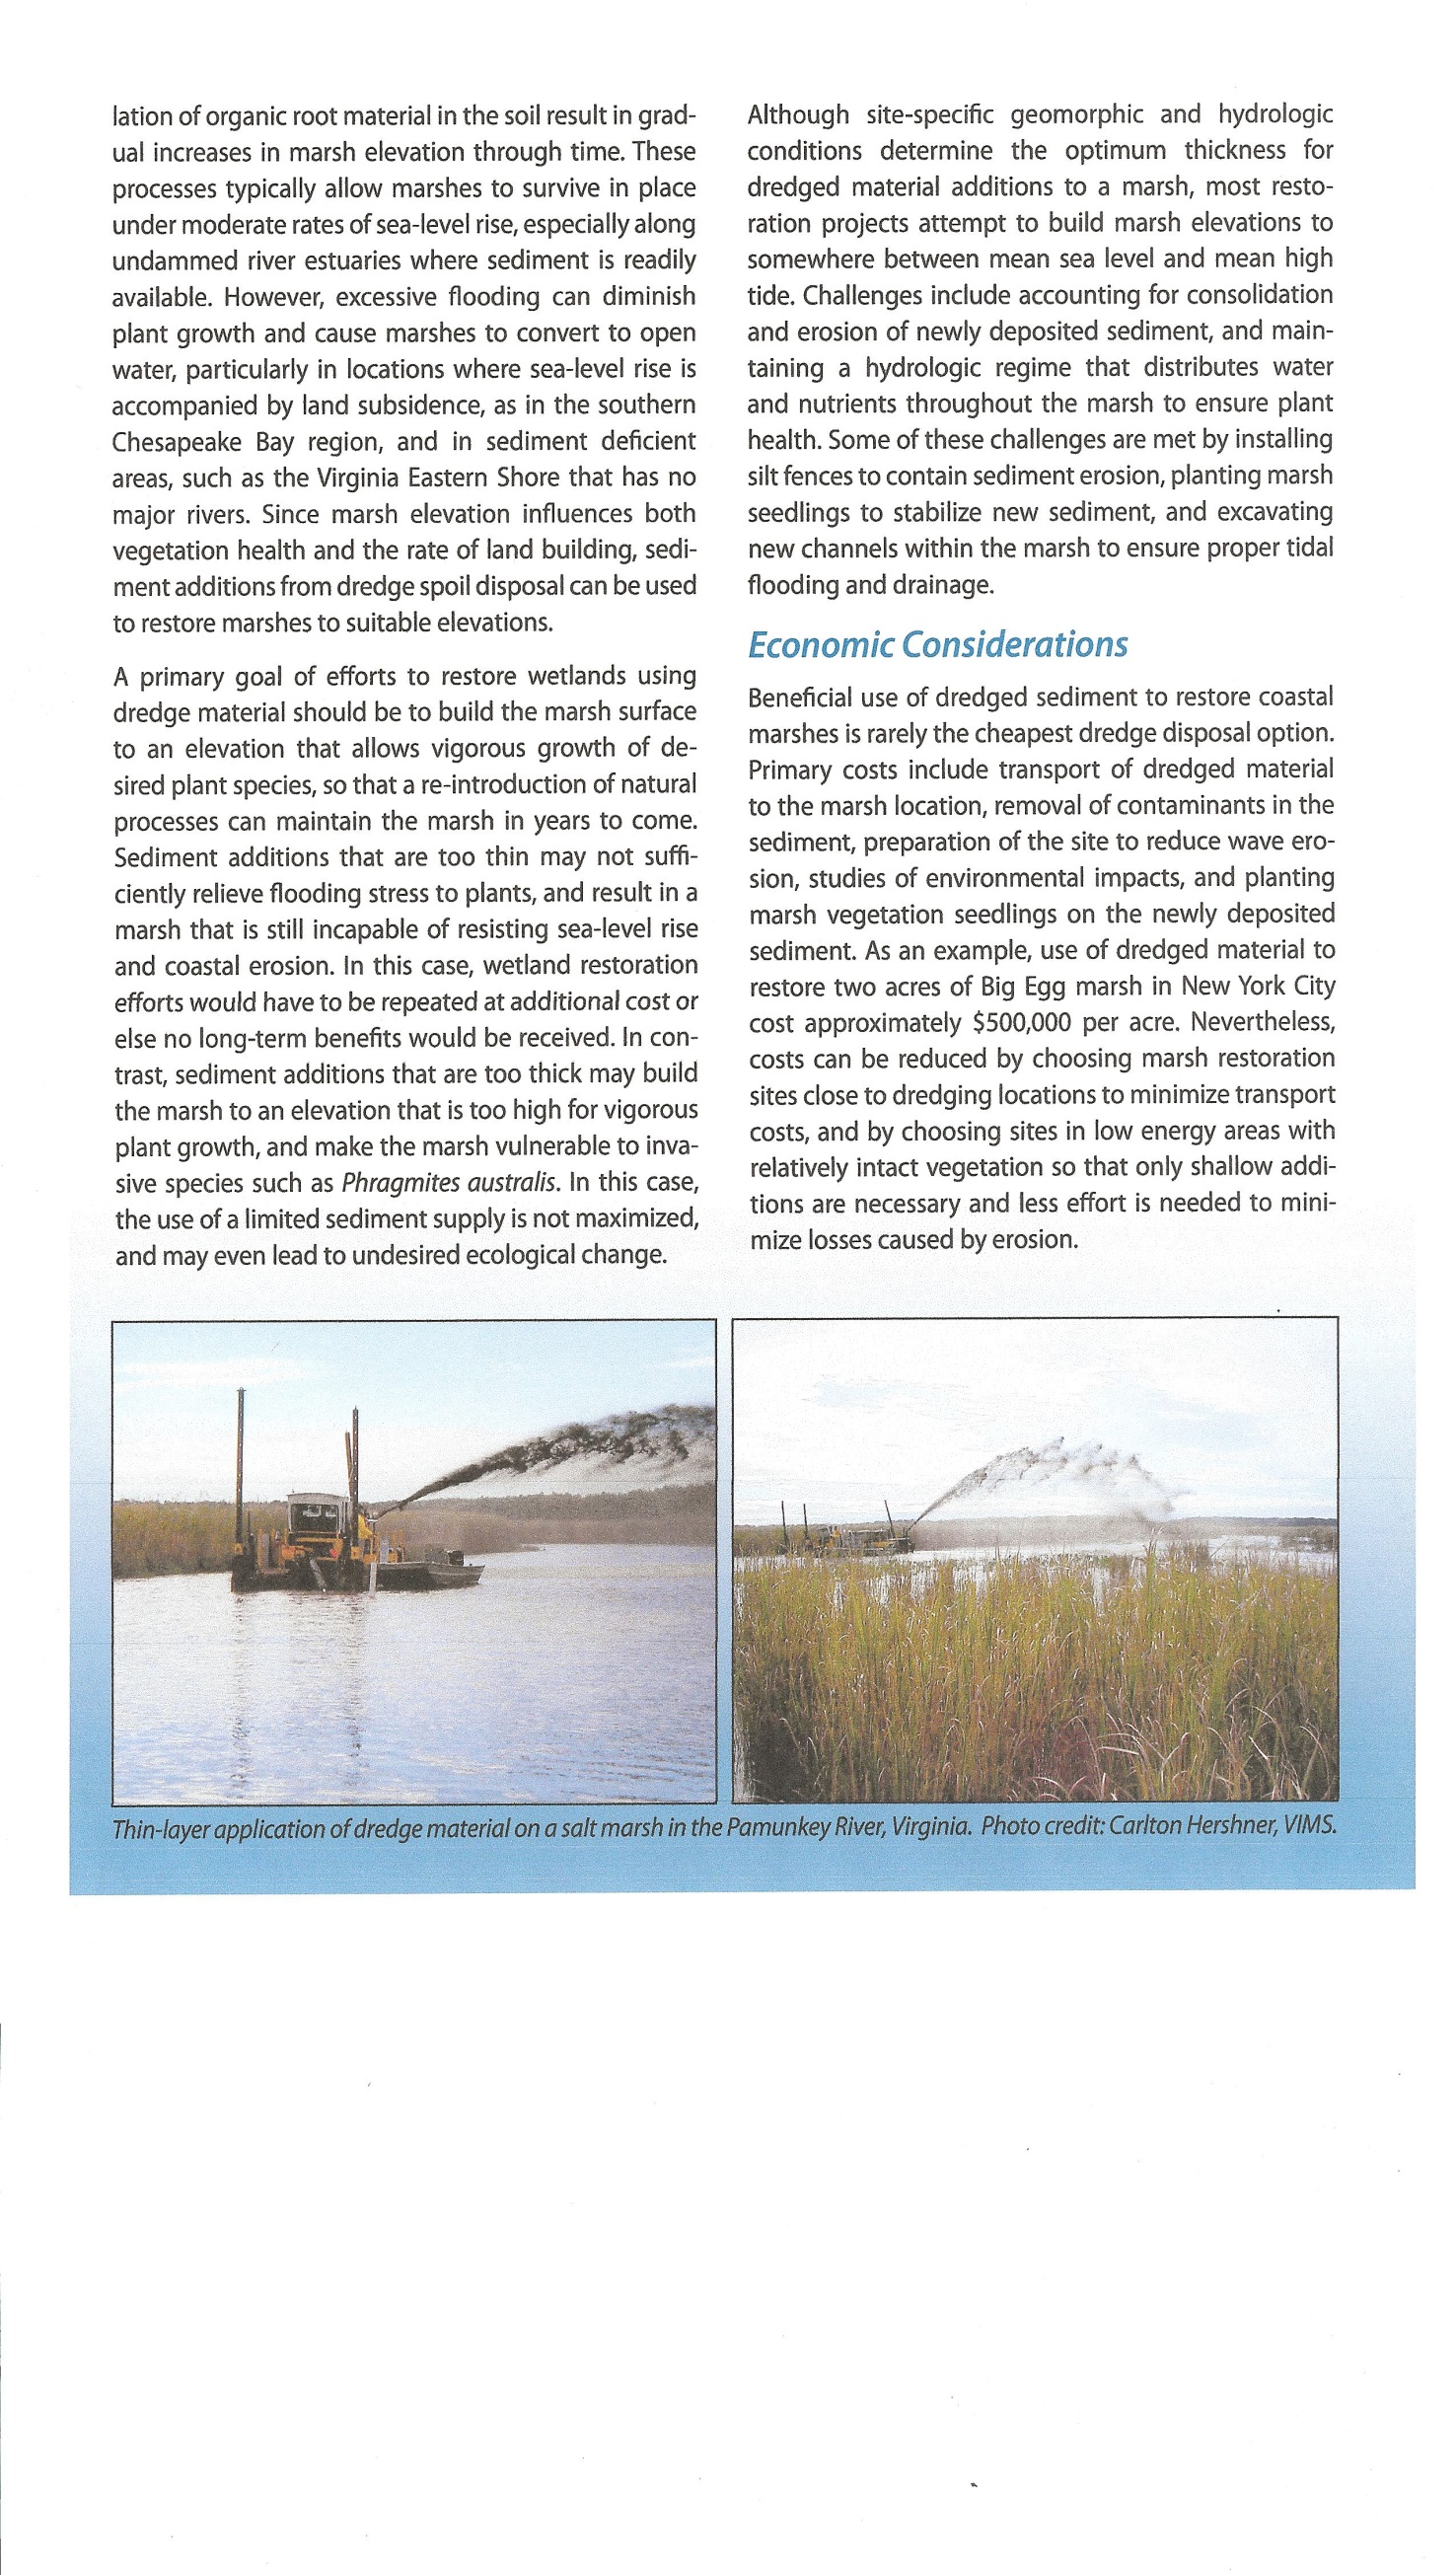 lation of organic root material in the soil result in grad-
ual increases in marsh elevation through time. These
processes typically allow marshes to survive in place
under moderate rates of sea-level rise, especially along
undammed river estuaries where sediment is readily
available. However, excessive flooding can diminish
plant growth and cause marshes to convert to open
water, particularly in locations where sea-level rise is
accompanied by land subsidence, as in the southern
Chesapeake Bay region, and in sediment deficient
areas, such as the Virginia Eastern Shore that has no
major rivers. Since marsh elevation influences both
vegetation health and the rate of land building, sedi-
ment additions from dredge spoil disposal can be used
to restore marshes to suitable elevations.
A primary goal of efforts to restore wetlands using
dredge material should be to build the marsh surface
to an elevation that allows vigorous growth of de-
sired plant species, so that a re-introduction of natural
processes can maintain the marsh in years to come.
Sediment additions that are too thin may not suffi-
ciently relieve flooding stress to plants, and result in a
marsh that is still incapable of resisting sea-level rise
and coastal erosion. In this case, wetland restoration
efforts would have to be repeated at additional cost or
else no long-term benefits would be received. In con-
trast, sediment additions that are too thick may build
the marsh to an elevation that is too high for vigorous
plant growth, and make the marsh vulnerable to inva-
sive species such as Phragmites australis. In this case,
the use of a limited sediment supply is not maximized,
and may even lead to undesired ecological change.
Although site-specific geomorphic and hydrologic
conditions determine the optimum thickness for
dredged material additions to a marsh, most resto-
ration projects attempt to build marsh elevations to
somewhere between mean sea level and mean high
tide. Challenges include accounting for consolidation
and erosion of newly deposited sediment, and main-
taining a hydrologic regime that distributes water
and nutrients throughout the marsh to ensure plant
health. Some of these challenges are met by installing
silt fences to contain sediment erosion, planting marsh
seedlings to stabilize new sediment, and excavating
new channels within the marsh to ensure proper tidal
flooding and drainage.
Economic Considerations
Beneficial use of dredged sediment to restore coastal
marshes is rarely the cheapest dredge disposal option.
Primary costs include transport of dredged material
to the marsh location, removal of contaminants in the
sediment, preparation of the site to reduce wave ero-
sion, studies of environmental impacts, and planting
marsh vegetation seedlings on the newly deposited
sediment. As an example, use of dredged material to
restore two acres of Big Egg marsh in New York City
cost approximately $500,000 per acre. Nevertheless,
costs can be reduced by choosing marsh restoration
sites close to dredging locations to minimize transport
costs, and by choosing sites in low energy areas with
relatively intact vegetation so that only shallow addi-
tions are necessary and less effort is needed to mini-
mize losses caused by erosion.
Thin-layer application of dredge material on a salt marsh in the Pamunkey River, Virginia. Photo credit: Carlton Hershner, VIMS.